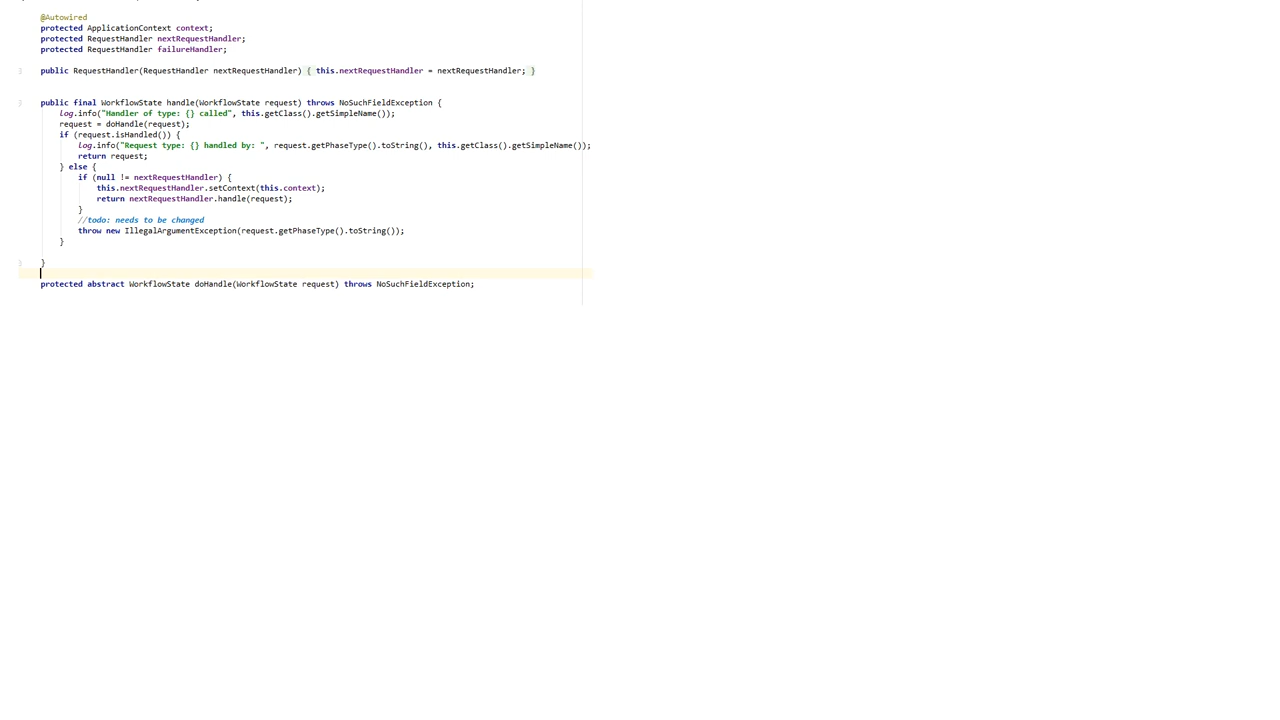 @Autowired
protected ApplicationContext context;
protected RequestHandler nextRequestHandler;
protected RequestHandler failureHandler;
public RequestHandler(RequestHandler nextRequestHandler) { this.nextRequestHandler = nextRequestHandler; }
public final WorkflowState handle(WorkflowState request) throws NoSuchFieldException {
log.info("Handler of type: {} called", this.getClass().getSimpleName());
request = doHandle(request);
if (request.isHandled()) {
log.info("Request type: {} handled by: ", request.getPhaseType().toString(), this.getClass().getSimpleName());
return request;
} else {
if (null != nextRequestHandler) {
this.nextRequestHandler.setContext(this.context);
return nextRequestHandler.handle(request);
}
//todo: needs to be changed
throw new IllegalArgumentException(request.getPhaseType().toString());
}
}
protected abstract WorkflowState doHandle(WorkflowState request) throws NoSuchFieldException;